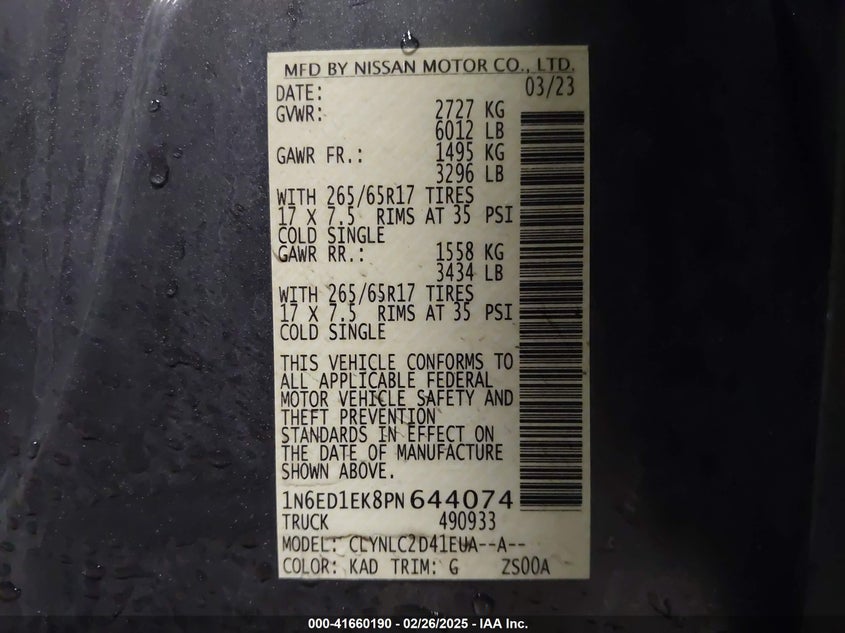 MFD BY NISSAN MOTOR CO., LTD.
DATE: 03/23
GVWR: 2727 KG
6012 LB
GAWR FR.: 1495 KG
3296 LB
WITH 265/65R17 TIRES
17 X 7.5 RIMS AT 35 PSI
COLD SINGLE
GAWR RR.: 1558 KG
3434 LB
WITH 265/65R17 TIRES
17 X 7.5 RIMS AT 35 PSI
COLD SINGLE
THIS VEHICLE CONFORMS TO
ALL APPLICABLE FEDERAL
MOTOR VEHICLE SAFETY AND
THEFT PREVENTION
STANDARDS IN EFFECT ON
THE DATE OF MANUFACTURE
SHOWN ABOVE.
1N6ED1EK8PN644074
TRUCK 490933
MODEL: CLYNLC2D41EUA--A--
COLOR: KAD TRIM: G ZS00A
000-41660190 - 02/26/2025 - IAA Inc.